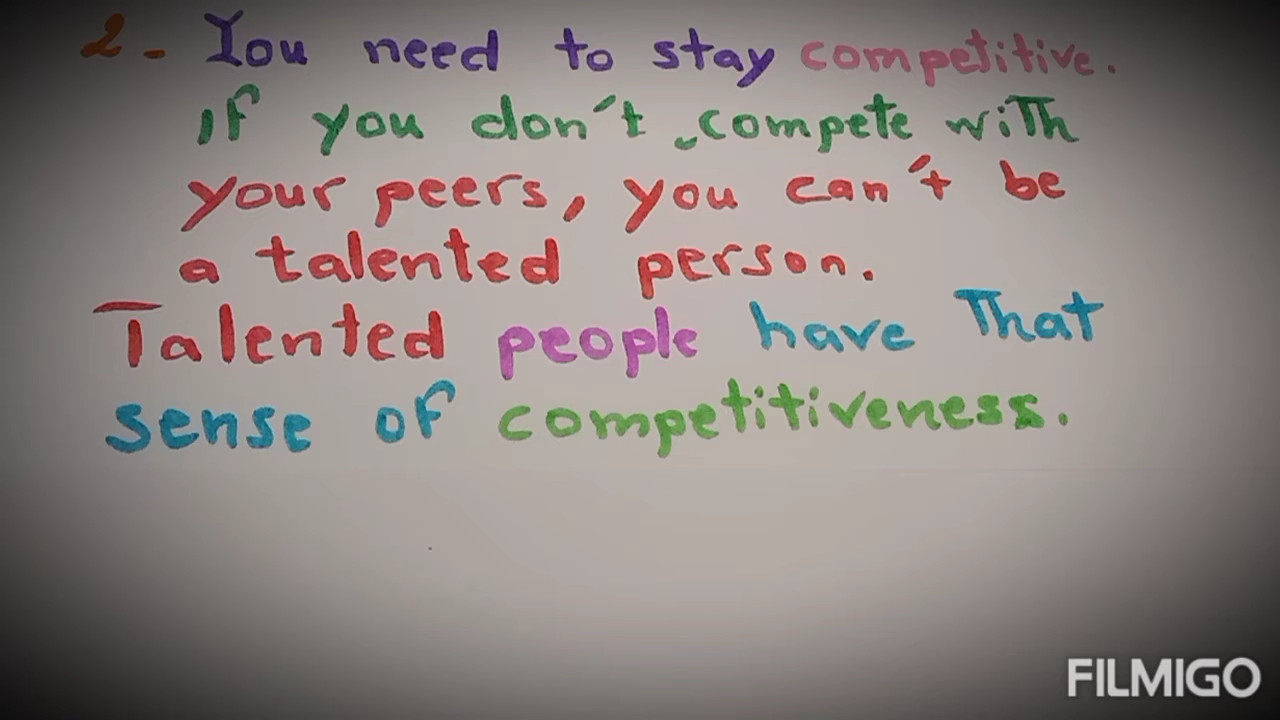 2- You need to stay competitive.
If you don't compete with
your peers, you can't be
a talented person.
Talented people have that
sense of competitiveness.
FILMIGO